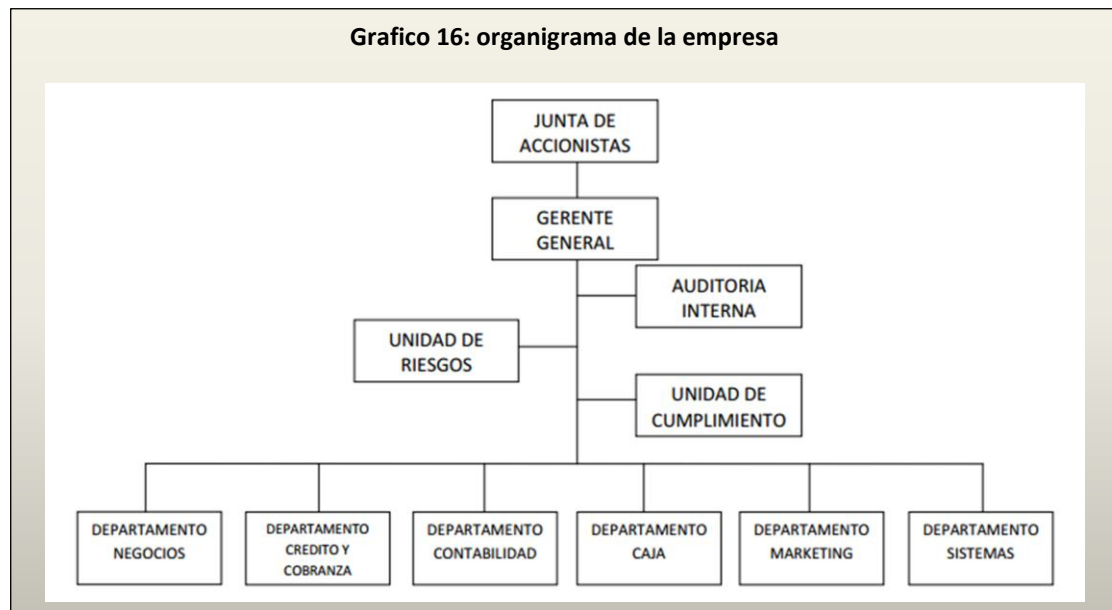 Grafico 16: organigrama de la empresa
JUNTA DE
ACCIONISTAS
GERENTE
GENERAL
AUDITORIA
INTERNA
UNIDAD DE
RIESGOS
UNIDAD DE
CUMPLIMIENTO
DEPARTAMENTO
NEGOCIOS
DEPARTAMENTO
CREDITO Y
COBRANZA
DEPARTAMENTO
CONTABILIDAD
DEPARTAMENTO
CAJA
DEPARTAMENTO
MARKETING
DEPARTAMENTO
SISTEMAS